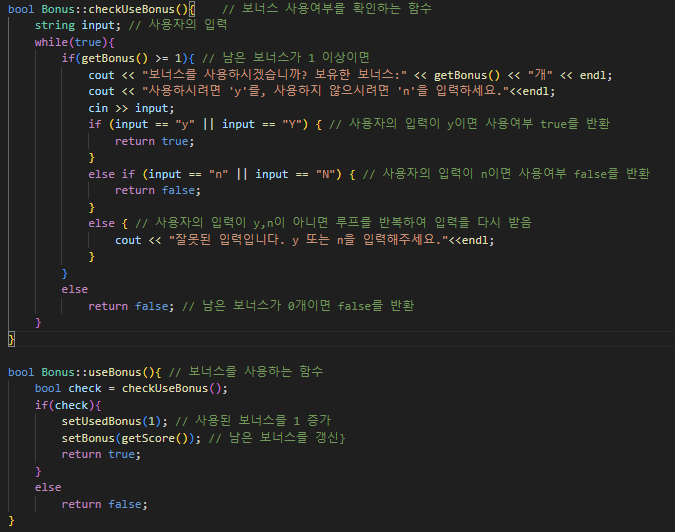 bool Bonus::checkUseBonus(){    // 보너스 사용여부를 확인하는 함수
    string input; // 사용자의 입력
    while(true){
        if(getBonus() >= 1){ // 남은 보너스가 1 이상이면
            cout << "보너스를 사용하시겠습니까? 보유한 보너스:" << getBonus() << "개" << endl;
            cout << "사용하시려면 'y'를, 사용하지 않으시려면 'n'을 입력하세요."<<endl;
            cin >> input;
            if (input == "y" || input == "Y") { // 사용자의 입력이 y이면 사용여부 true를 반환
                return true;
            }
            else if (input == "n" || input == "N") { // 사용자의 입력이 n이면 사용여부 false를 반환
                return false;
            }
            else { // 사용자의 입력이 y,n이 아니면 루프를 반복하여 입력을 다시 받음
                cout << "잘못된 입력입니다. y 또는 n을 입력해주세요."<<endl;
            }
        }
        else
            return false; // 남은 보너스가 0개이면 false를 반환
    }
}

bool Bonus::useBonus(){ // 보너스를 사용하는 함수
    bool check = checkUseBonus();
    if(check){
        setUsedBonus(1); // 사용된 보너스를 1 증가
        setBonus(getScore()); // 남은 보너스를 갱신}
        return true;
    }
    else
        return false;
}